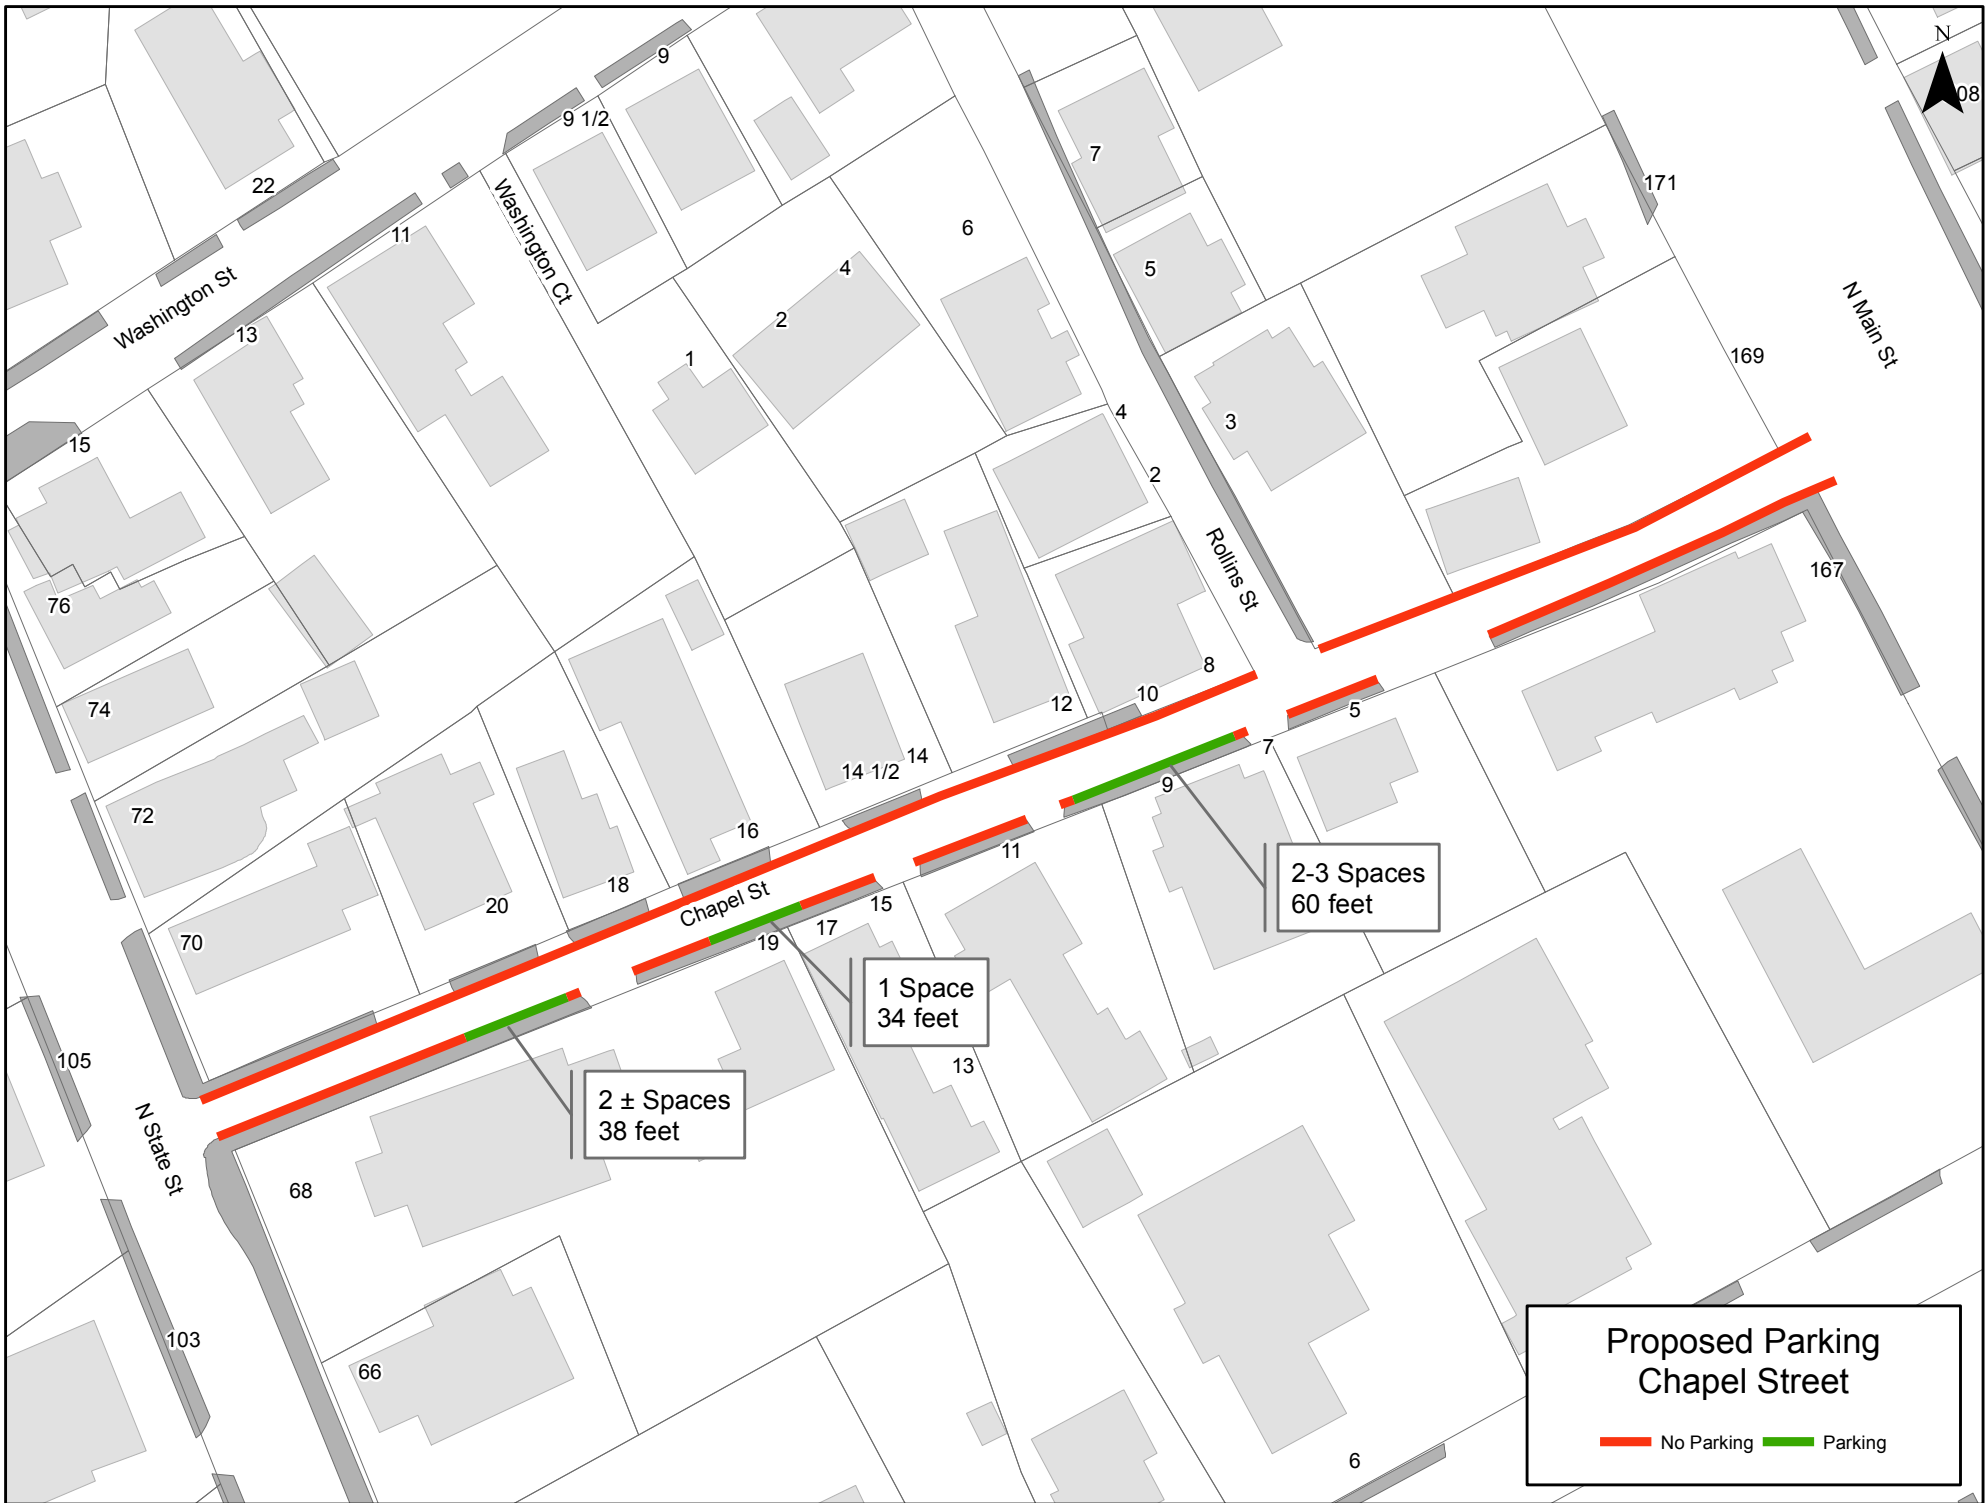 N
9
9 1/2
08
7
171
22
Washington St
Washington Ct
11
6
5
4
2
13
1
N Main St
169
4
3
15
2
Rollins St
167
76
74
8
10
12
5
7
14
14 1/2
9
72
16
11
2-3 Spaces
60 feet
18
Chapel St
20
15
17
19
70
1 Space
34 feet
105
13
2 ± Spaces
38 feet
N State St
68
103
66
6
Proposed Parking
Chapel Street
No Parking
Parking